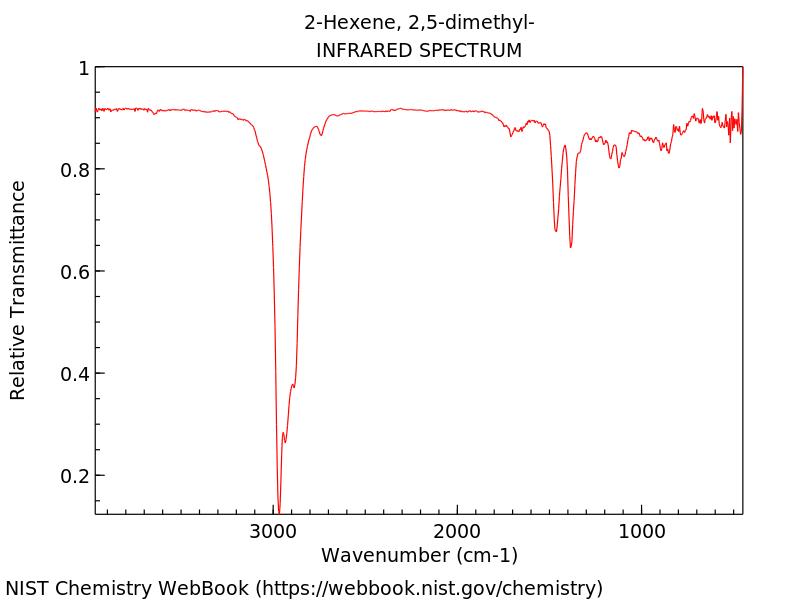 2-Hexene, 2,5-dimethyl-
INFRARED SPECTRUM
1
0.8
0.6
0.4
0.2
Relative Transmittance
3000 2000 1000
Wavenumber (cm-1)
NIST Chemistry WebBook (https://webbook.nist.gov/chemistry)